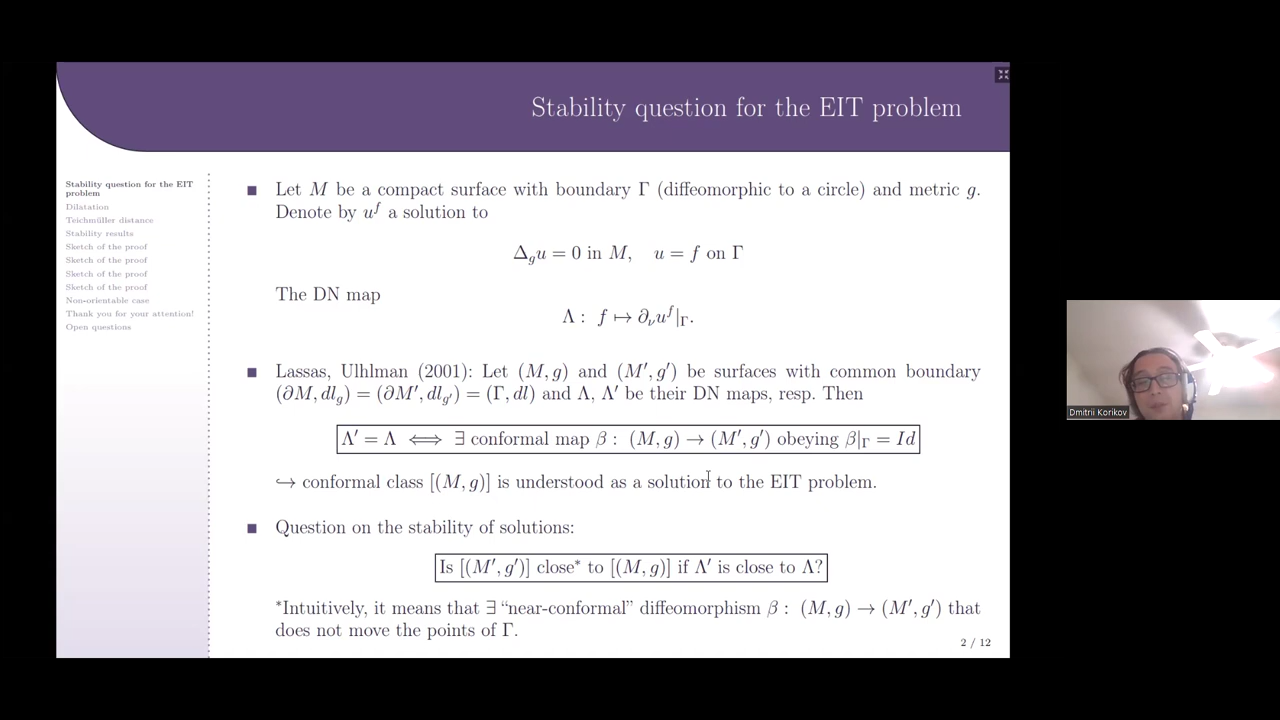 Stability question for the EIT problem
Stability question for the EIT
problem
Dilatation
Teichmüller distance
Stability results
Sketch of the proof
Sketch of the proof
Sketch of the proof
Sketch of the proof
Non-orientable case
Thank you for your attention!
Open questions
■ Let M be a compact surface with boundary Γ (diffeomorphic to a circle) and metric g.
Denote by u^f a solution to
Δ_g u = 0 in M, u = f on Γ
The DN map
Λ : f ↦ ∂_ν u^f|_Γ.
■ Lassas, Ulhlman (2001): Let (M, g) and (M′, g′) be surfaces with common boundary
(∂M, dl_g) = (∂M′, dl_g′) = (Γ, dl) and Λ, Λ′ be their DN maps, resp. Then
Λ′ = Λ ⟺ ∃ conformal map β : (M, g) → (M′, g′) obeying β|_Γ = Id
↪ conformal class [(M, g)] is understood as a solution to the EIT problem.
■ Question on the stability of solutions:
Is [(M′, g′)] close* to [(M, g)] if Λ′ is close to Λ?
*Intuitively, it means that ∃ “near-conformal” diffeomorphism β : (M, g) → (M′, g′) that
does not move the points of Γ.
2 / 12
Dmitrii Korikov